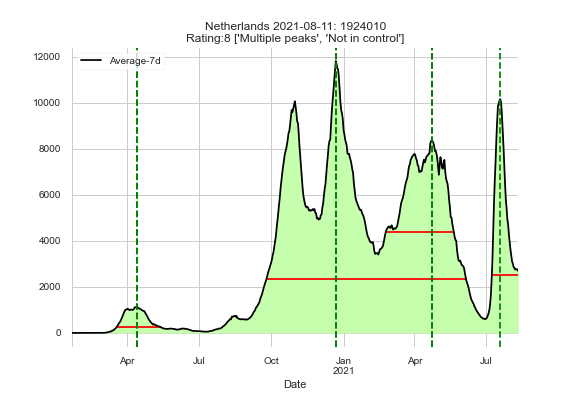 Netherlands 2021-08-11: 1924010
Rating:8 ['Multiple peaks', 'Not in control']
Average-7d
12000
10000
8000
6000
4000
2000
0
Apr Jul Oct Jan Apr Jul
2021
Date